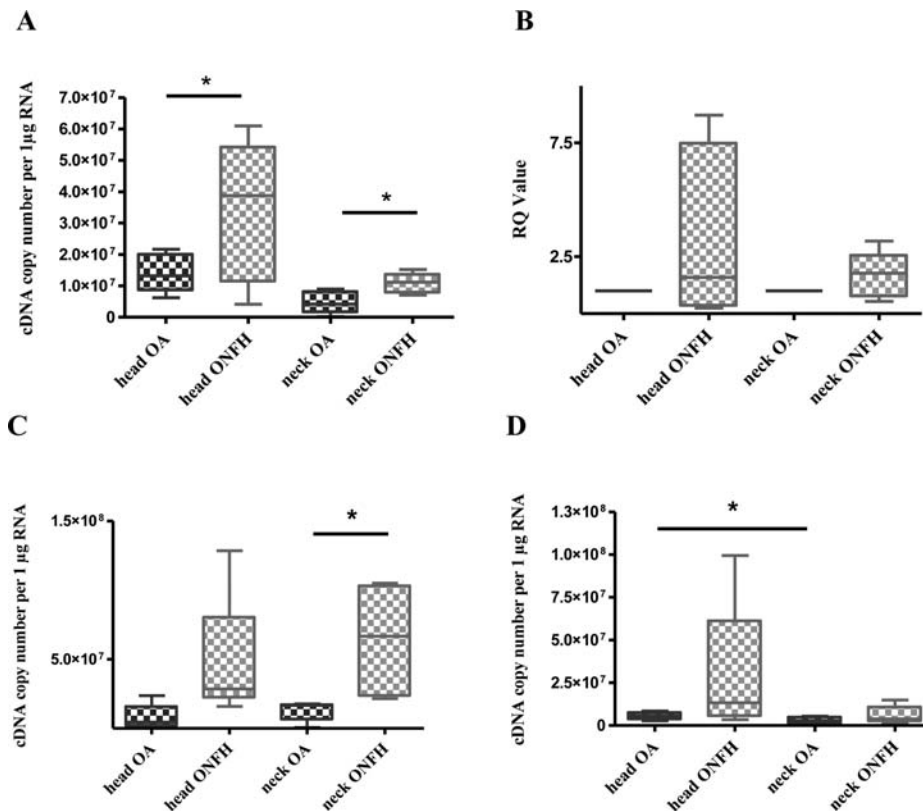 A
*
*
cDNA copy number per 1µg RNA
7.0×10⁷
6.0×10⁷
5.0×10⁷
4.0×10⁷
3.0×10⁷
2.0×10⁷
1.0×10⁷
0
head OA
head ONFH
neck OA
neck ONFH
B
RQ Value
7.5
2.5
head OA
head ONFH
neck OA
neck ONFH
C
*
cDNA copy number per 1 µg RNA
1.5×10⁸
5.0×10⁷
head OA
head ONFH
neck OA
neck ONFH
D
*
cDNA copy number per 1 µg RNA
1.3×10⁸
1.0×10⁸
7.5×10⁷
5.0×10⁷
2.5×10⁷
0
head OA
head ONFH
neck OA
neck ONFH